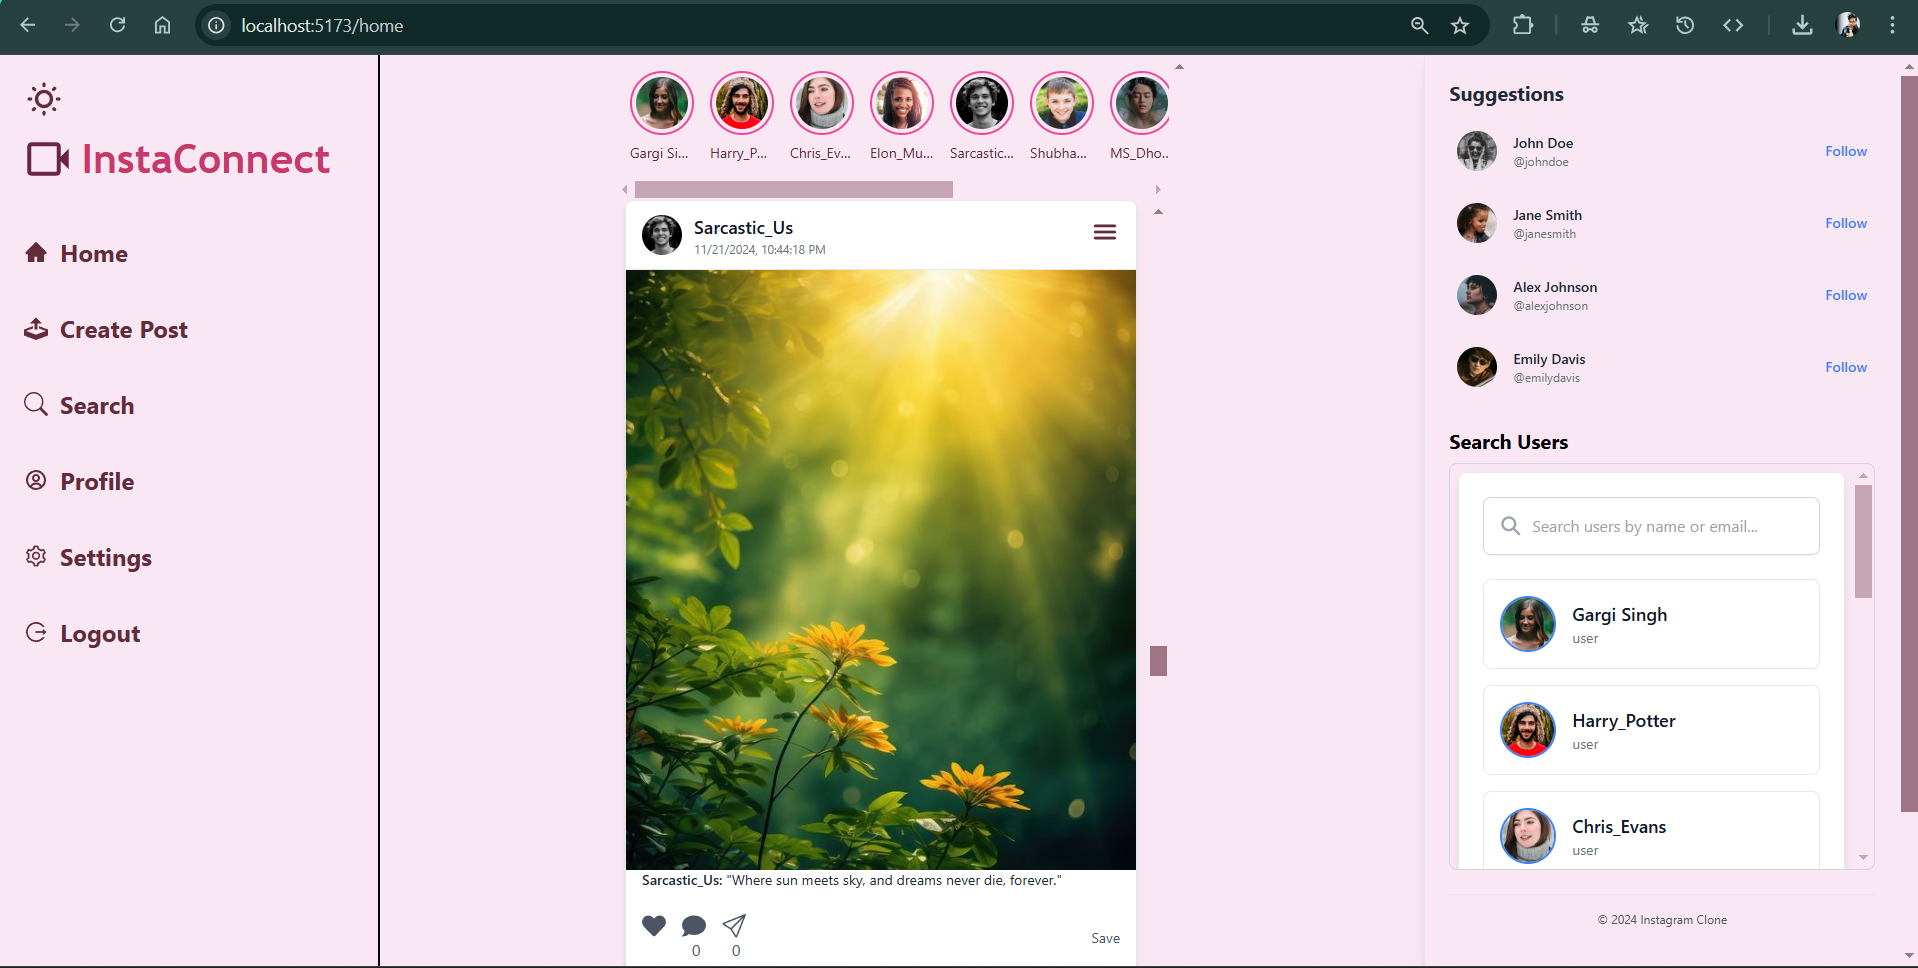 localhost:5173/home
InstaConnect
Home
Create Post
Search
Profile
Settings
Logout
Gargi Si... Harry_P... Chris_Ev... Elon_Mu... Sarcastic... Shubha... MS_Dho...
Sarcastic_Us
11/21/2024, 10:44:18 PM
Sarcastic_Us: "Where sun meets sky, and dreams never die, forever."
0 0
Save
Suggestions
John Doe
@johndoe
Follow
Jane Smith
@janesmith
Follow
Alex Johnson
@alexjohnson
Follow
Emily Davis
@emilydavis
Follow
Search Users
Search users by name or email...
Gargi Singh
user
Harry_Potter
user
Chris_Evans
user
© 2024 Instagram Clone